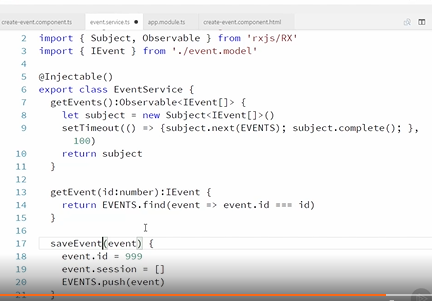 create-event.component.ts event.service.ts app.module.ts create-event.component.html
2 import { Subject, Observable } from 'rxjs/RX'
3 import { IEvent } from './event.model'
4
5 @Injectable()
6 export class EventService {
7 getEvents():Observable<IEvent[]> {
8 let subject = new Subject<IEvent[]>()
9 setTimeout(() => {subject.next(EVENTS); subject.complete(); },
100)
10 return subject
11 }
12
13 getEvent(id:number):IEvent {
14 return EVENTS.find(event => event.id === id)
15 }
16
17 saveEvent(event) {
18 event.id = 999
19 event.session = []
20 EVENTS.push(event)
21 }